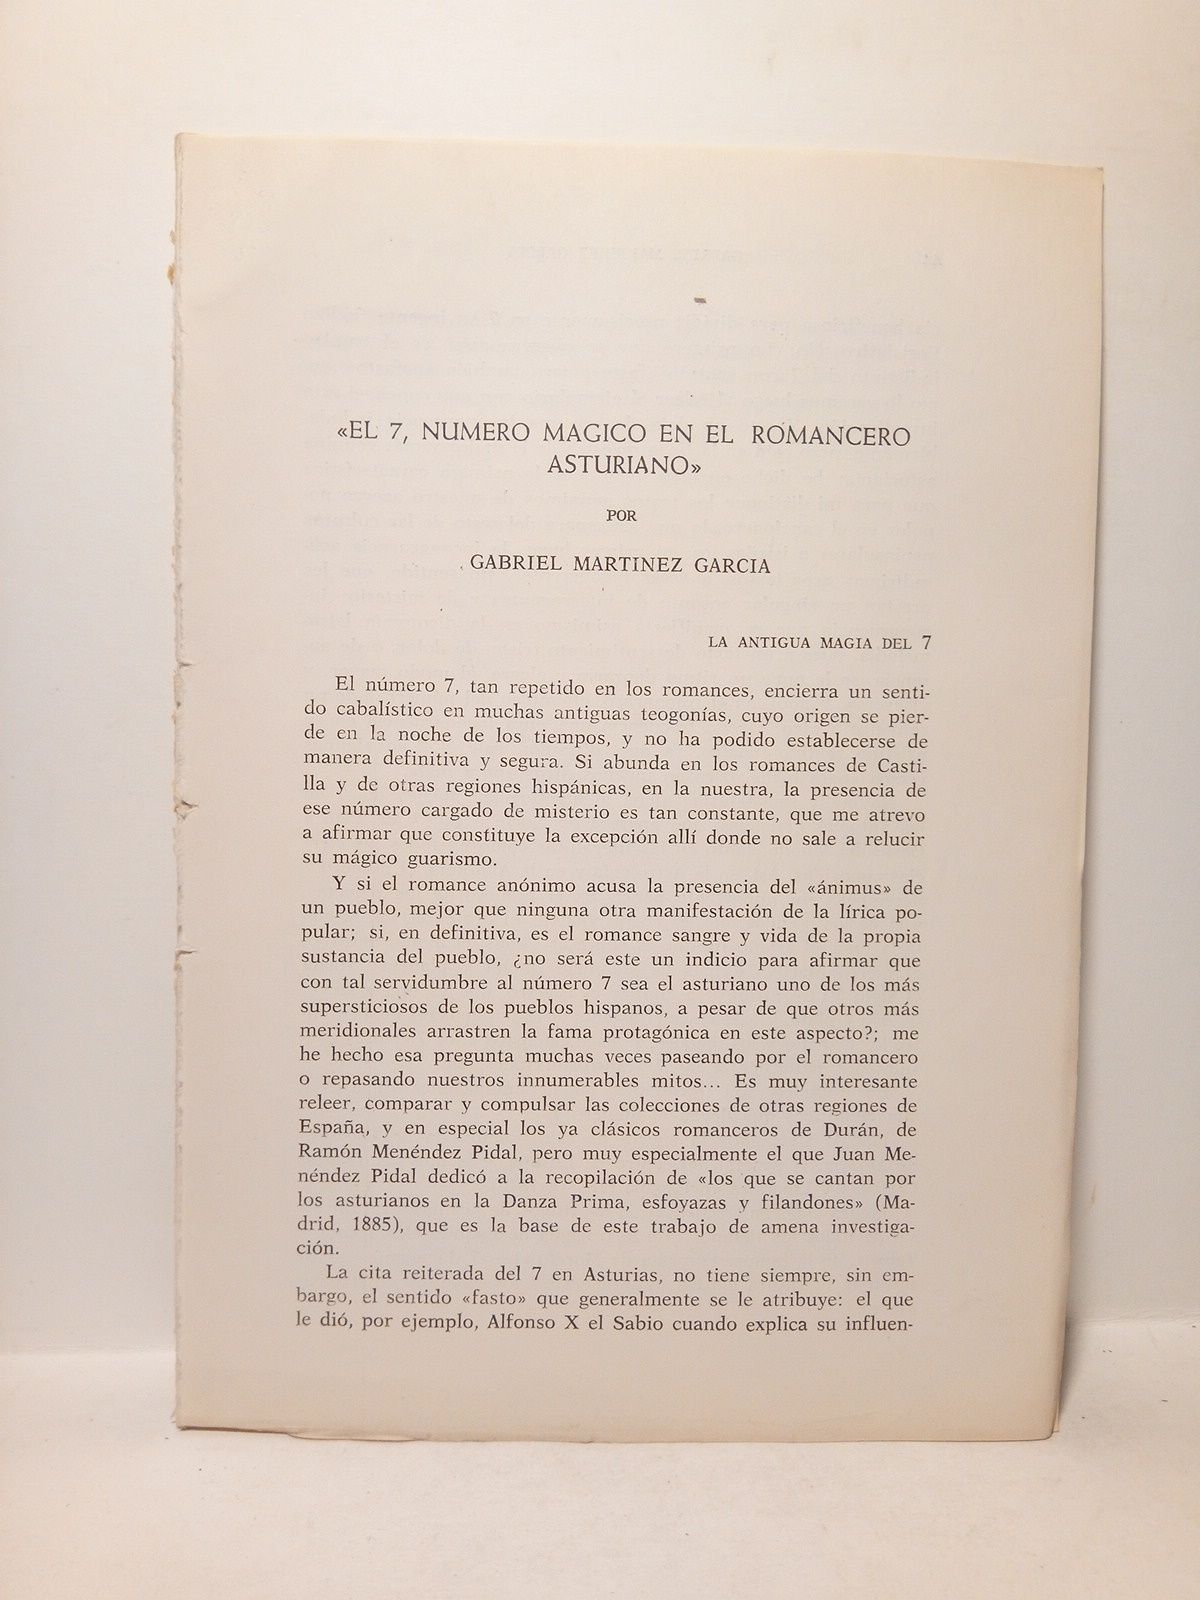 «EL 7, NUMERO MAGICO EN EL ROMANCERO
ASTURIANO»
POR
GABRIEL MARTINEZ GARCIA
LA ANTIGUA MAGIA DEL 7
El número 7, tan repetido en los romances, encierra un senti-
do cabalístico en muchas antiguas teogonías, cuyo origen se pier-
de en la noche de los tiempos, y no ha podido establecerse de
manera definitiva y segura. Si abunda en los romances de Casti-
lla y de otras regiones hispánicas, en la nuestra, la presencia de
ese número cargado de misterio es tan constante, que me atrevo
a afirmar que constituye la excepción allí donde no sale a relucir
su mágico guarismo.
Y si el romance anónimo acusa la presencia del «ánimus» de
un pueblo, mejor que ninguna otra manifestación de la lírica po-
pular; si, en definitiva, es el romance sangre y vida de la propia
sustancia del pueblo, ¿no será este un indicio para afirmar que
con tal servidumbre al número 7 sea el asturiano uno de los más
supersticiosos de los pueblos hispanos, a pesar de que otros más
meridionales arrastren la fama protagónica en este aspecto?; me
he hecho esa pregunta muchas veces paseando por el romancero
o repasando nuestros innumerables mitos... Es muy interesante
releer, comparar y compulsar las colecciones de otras regiones de
España, y en especial los ya clásicos romanceros de Durán, de
Ramón Menéndez Pidal, pero muy especialmente el que Juan Me-
néndez Pidal dedicó a la recopilación de «los que se cantan por
los asturianos en la Danza Prima, esfoyazas y filandones» (Ma-
drid, 1885), que es la base de este trabajo de amena investiga-
ción.
La cita reiterada del 7 en Asturias, no tiene siempre, sin em-
bargo, el sentido «fasto» que generalmente se le atribuye: el que
le dió, por ejemplo, Alfonso X el Sabio cuando explica su influen-